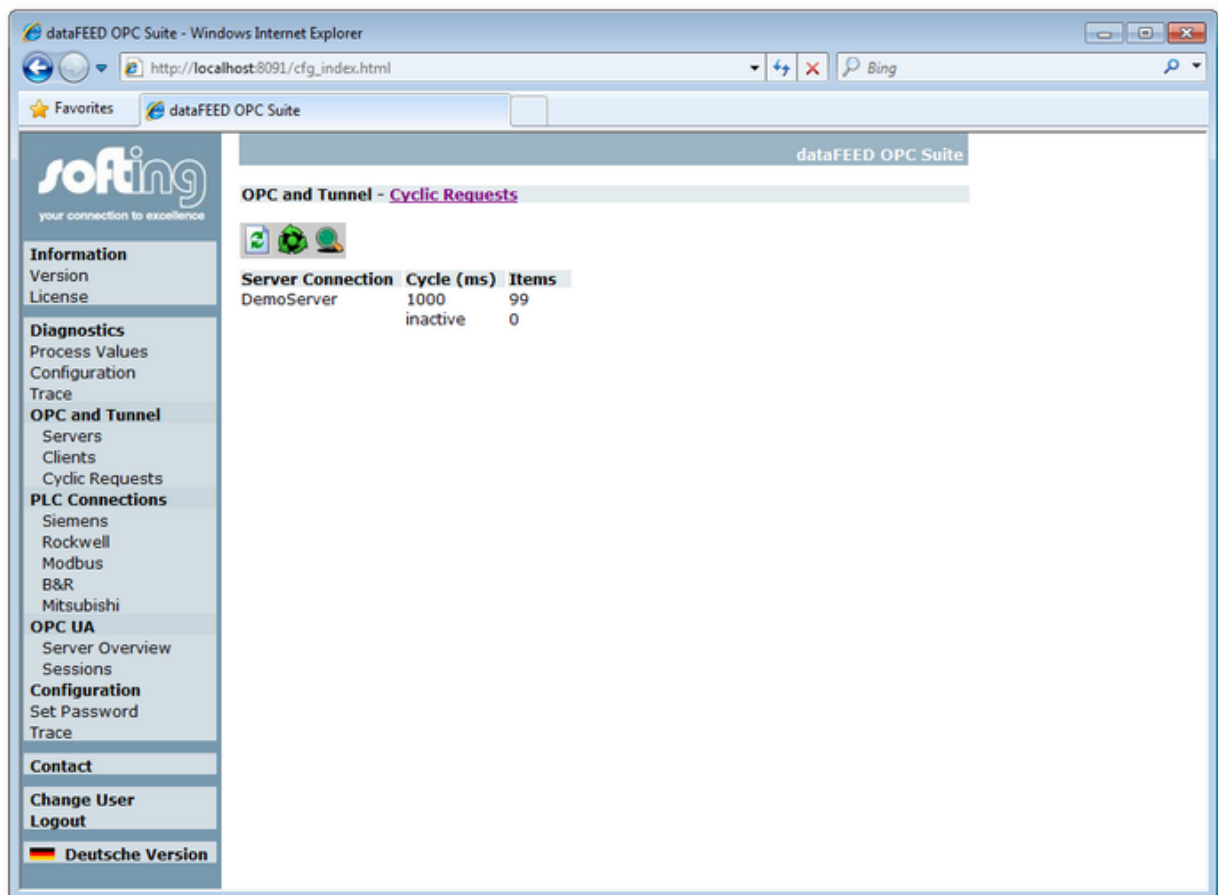 dataFEED OPC Suite - Windows Internet Explorer
http://localhost:8091/cfg_index.html
Bing
Favorites
dataFEED OPC Suite
softing
your connection to excellence
dataFEED OPC Suite
OPC and Tunnel - Cyclic Requests
Server Connection Cycle (ms) Items
DemoServer 1000 99
inactive 0
Information
Version
License
Diagnostics
Process Values
Configuration
Trace
OPC and Tunnel
Servers
Clients
Cyclic Requests
PLC Connections
Siemens
Rockwell
Modbus
B&R
Mitsubishi
OPC UA
Server Overview
Sessions
Configuration
Set Password
Trace
Contact
Change User
Logout
Deutsche Version